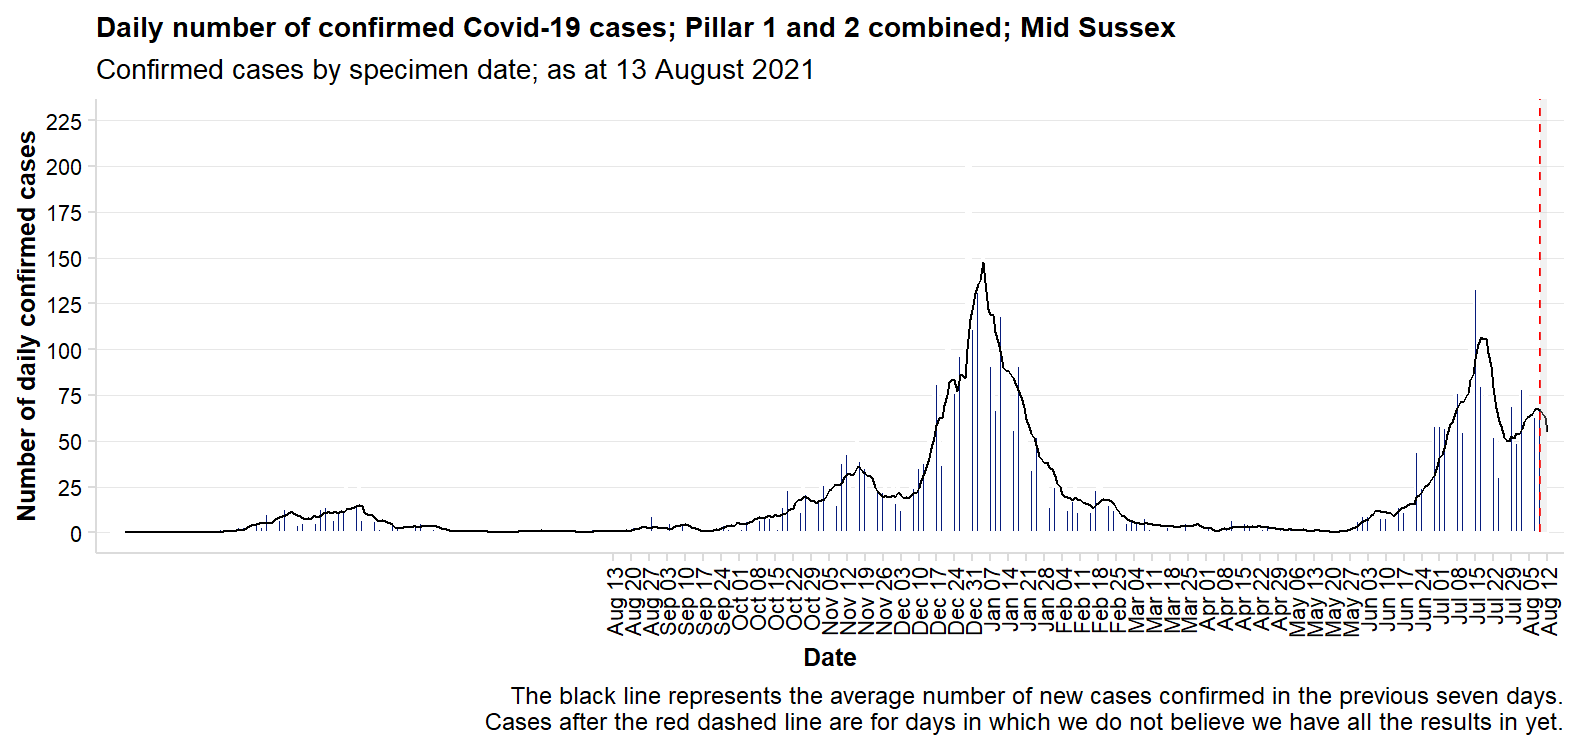 Daily number of confirmed Covid-19 cases; Pillar 1 and 2 combined; Mid Sussex
Confirmed cases by specimen date; as at 13 August 2021
Number of daily confirmed cases
225
200
175
150
125
100
75
50
25
0
Aug 13
Aug 20
Aug 27
Sep 03
Sep 10
Sep 17
Sep 24
Oct 01
Oct 08
Oct 15
Oct 22
Oct 29
Nov 05
Nov 12
Nov 19
Nov 26
Dec 03
Dec 10
Dec 17
Dec 24
Dec 31
Jan 07
Jan 14
Jan 21
Jan 28
Feb 04
Feb 11
Feb 18
Feb 25
Mar 04
Mar 11
Mar 18
Mar 25
Apr 01
Apr 08
Apr 15
Apr 22
Apr 29
May 06
May 13
May 20
May 27
Jun 03
Jun 10
Jun 17
Jun 24
Jul 01
Jul 08
Jul 15
Jul 22
Jul 29
Aug 05
Aug 12
Date
The black line represents the average number of new cases confirmed in the previous seven days.
Cases after the red dashed line are for days in which we do not believe we have all the results in yet.